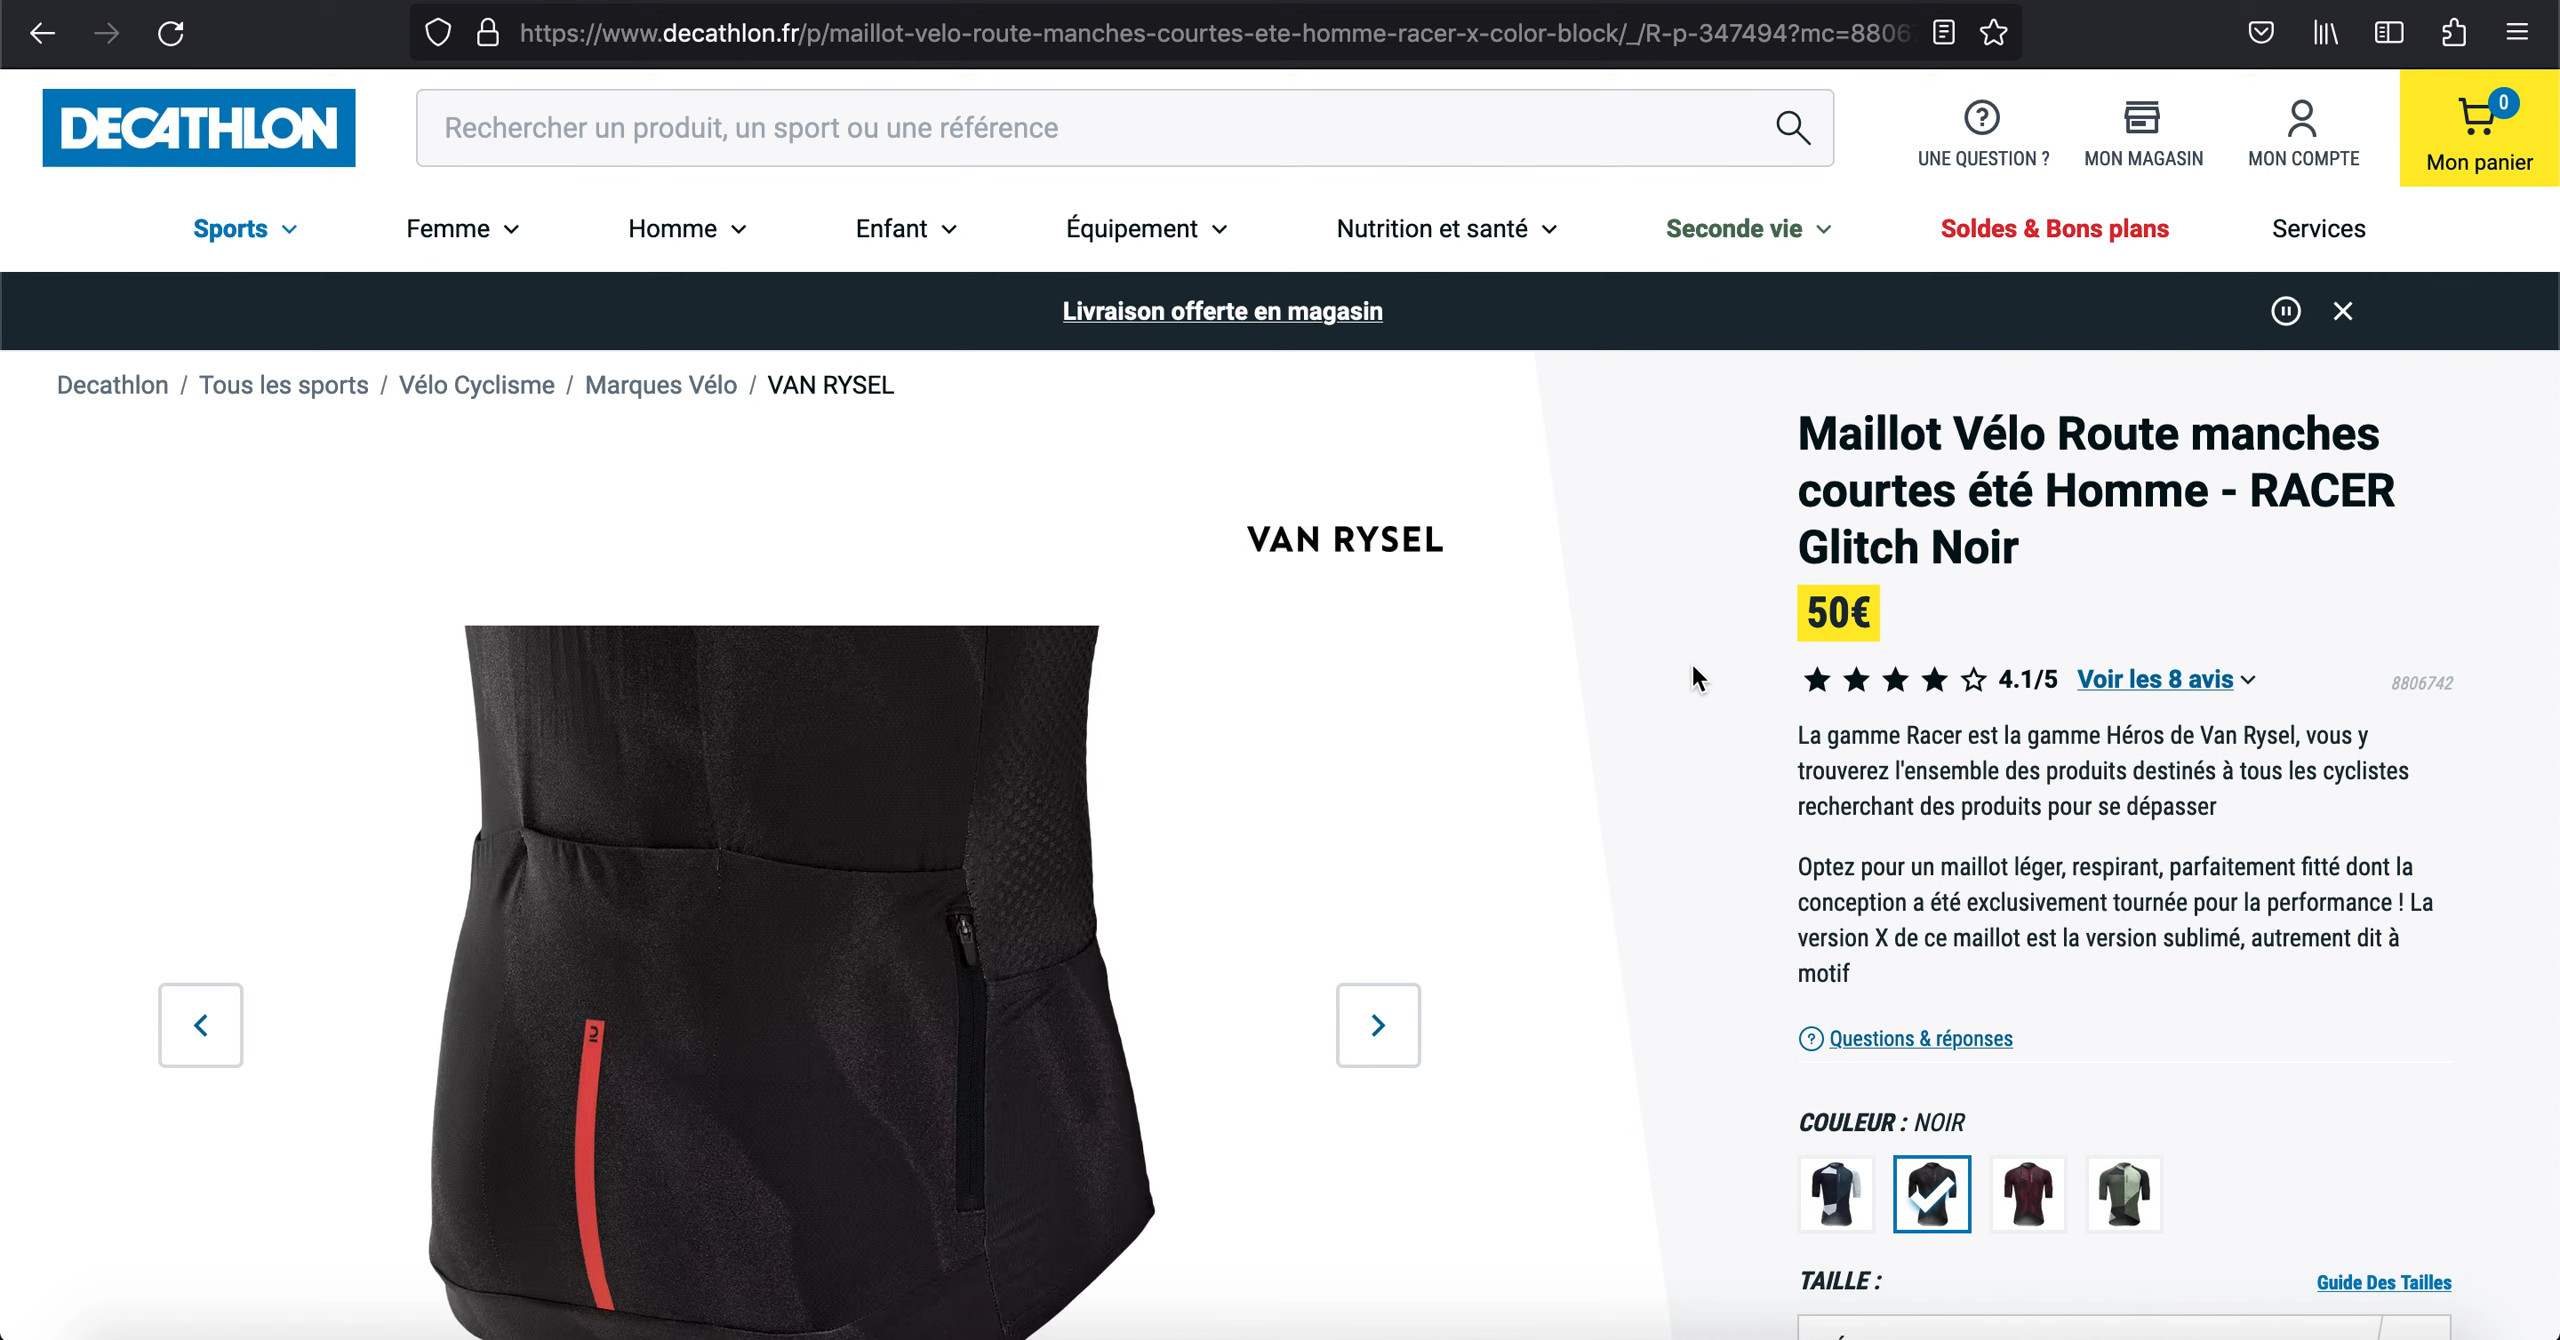 https://www.decathlon.fr/p/maillot-velo-route-manches-courtes-ete-homme-racer-x-color-block/_/R-p-347494?mc=8806
DECATHLON
Rechercher un produit, un sport ou une référence
UNE QUESTION ?
MON MAGASIN
MON COMPTE
0
Mon panier
Sports
Femme
Homme
Enfant
Équipement
Nutrition et santé
Seconde vie
Soldes & Bons plans
Services
Livraison offerte en magasin
Decathlon / Tous les sports / Vélo Cyclisme / Marques Vélo / VAN RYSEL
VAN RYSEL
Maillot Vélo Route manches
courtes été Homme - RACER
Glitch Noir
50€
4.1/5 Voir les 8 avis
8806742
La gamme Racer est la gamme Héros de Van Rysel, vous y
trouverez l'ensemble des produits destinés à tous les cyclistes
recherchant des produits pour se dépasser
Optez pour un maillot léger, respirant, parfaitement fitté dont la
conception a été exclusivement tournée pour la performance ! La
version X de ce maillot est la version sublimé, autrement dit à
motif
Questions & réponses
COULEUR : NOIR
TAILLE :
Guide Des Tailles